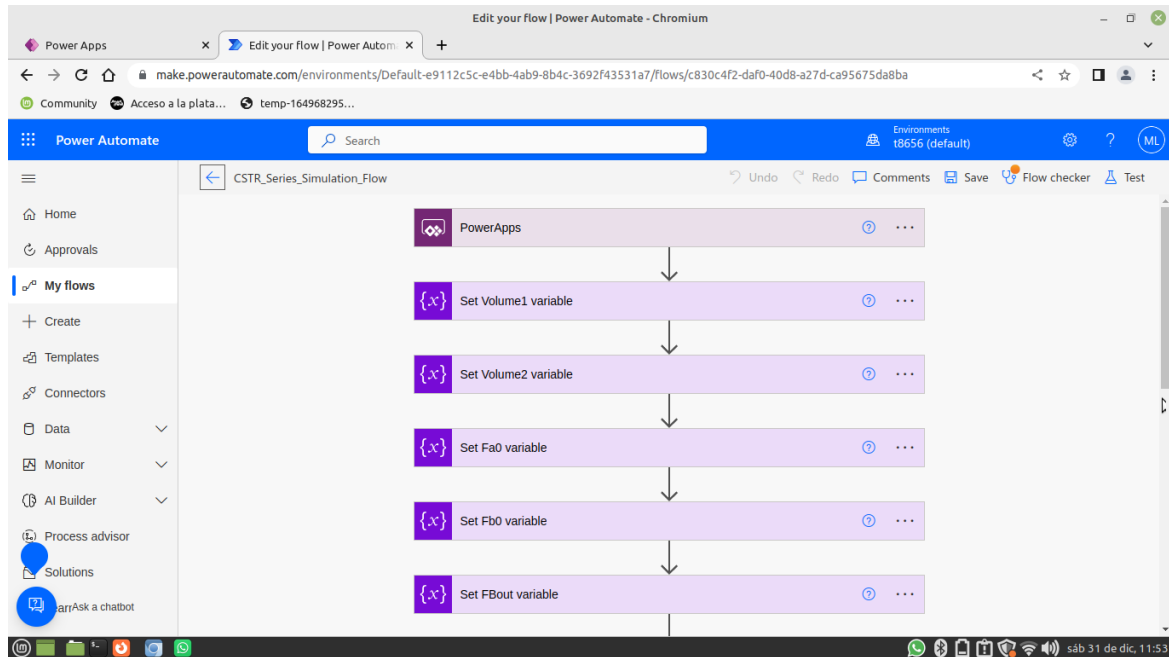 Edit your flow | Power Automate - Chromium
Power Apps
Edit your flow | Power Autom
make.powerautomate.com/environments/Default-e9112c5c-e4bb-4ab9-8b4c-3692f43531a7/flows/c830c4f2-daf0-40d8-a27d-ca95675da8ba
Community Acceso a la plata... temp-164968295...
Power Automate
Search
Environments
t8656 (default)
?
ML
CSTR_Series_Simulation_Flow
Undo Redo Comments Save Flow checker Test
Home
Approvals
My flows
Create
Templates
Connectors
Data
Monitor
AI Builder
Process advisor
Solutions
earr Ask a chatbot
PowerApps
{x} Set Volume1 variable
{x} Set Volume2 variable
{x} Set Fa0 variable
{x} Set Fb0 variable
{x} Set FBout variable
sáb 31 de dic, 11:53